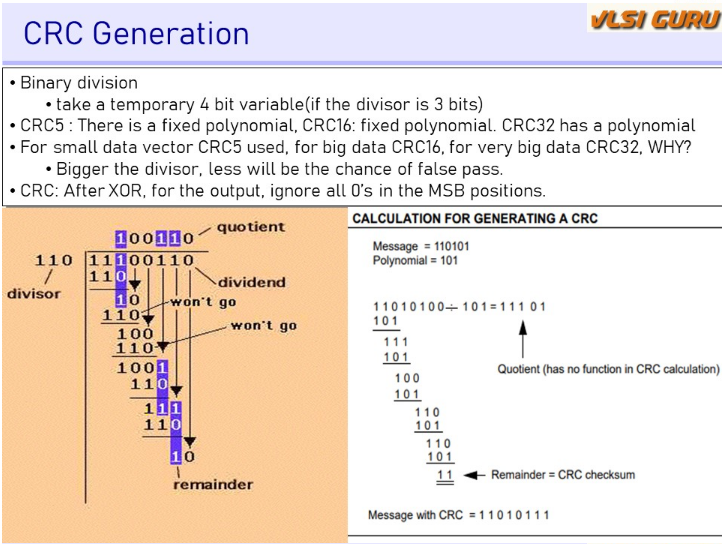 CRC Generation
VLSI GURU
• Binary division
• take a temporary 4 bit variable(if the divisor is 3 bits)
• CRC5 : There is a fixed polynomial, CRC16: fixed polynomial. CRC32 has a polynomial
• For small data vector CRC5 used, for big data CRC16, for very big data CRC32, WHY?
• Bigger the divisor, less will be the chance of false pass.
• CRC: After XOR, for the output, ignore all 0's in the MSB positions.
100110 quotient
110 11100110
divisor
110
dividend
10 won't go
110
100 won't go
110
1001
110
111
110
10
remainder
CALCULATION FOR GENERATING A CRC
Message = 110101
Polynomial = 101
11010100÷ 101=111 01
101
111
101
Quotient (has no function in CRC calculation)
100
101
110
101
110
101
11 Remainder = CRC checksum
Message with CRC = 11010111